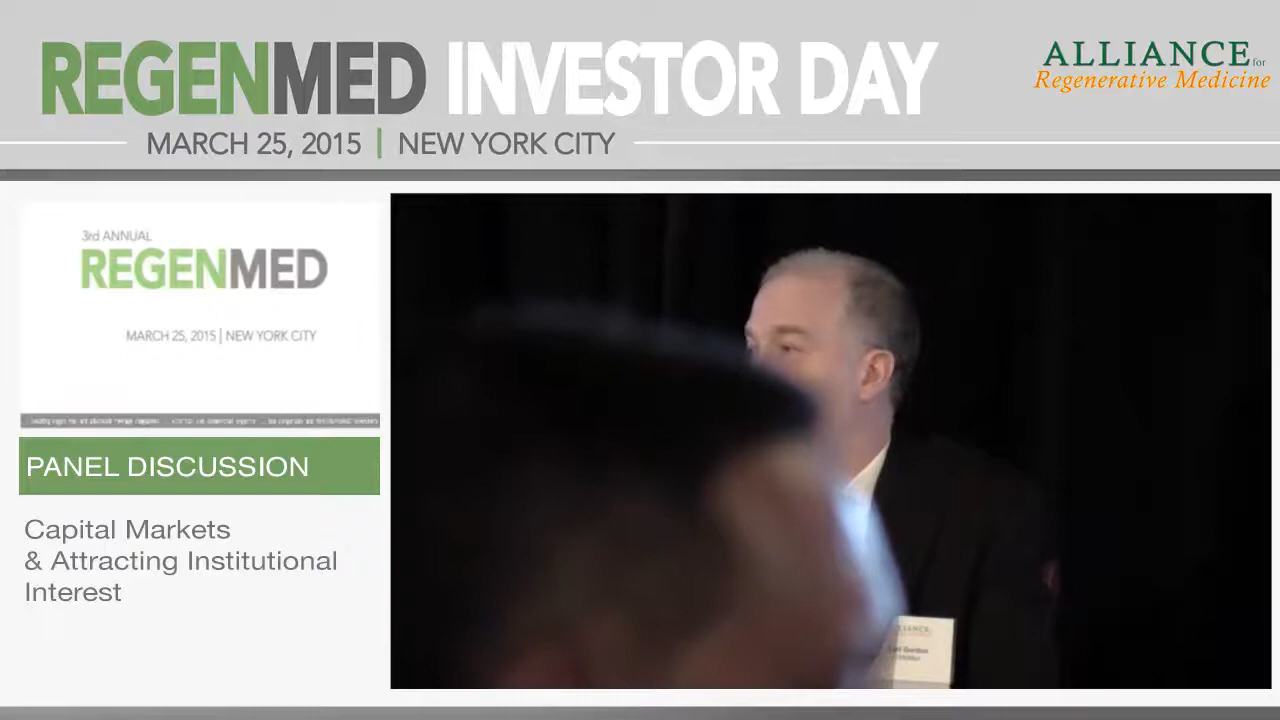 REGENMED INVESTOR DAY
MARCH 25, 2015 | NEW YORK CITY
ALLIANCE for
Regenerative Medicine
3rd ANNUAL
REGENMED
MARCH 25, 2015 | NEW YORK CITY
PANEL DISCUSSION
Capital Markets
& Attracting Institutional
Interest
Gordon